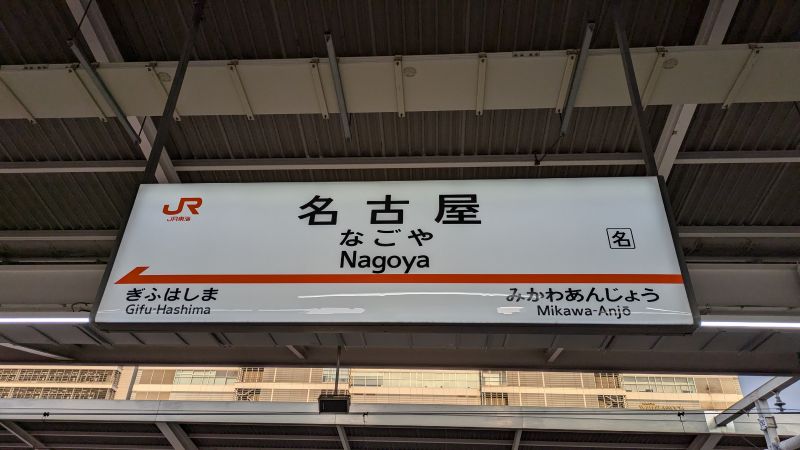 JR
JR東海
名古屋
なごや
Nagoya
名
ぎふはしま
Gifu-Hashima
みかわあんじょう
Mikawa-Anjō